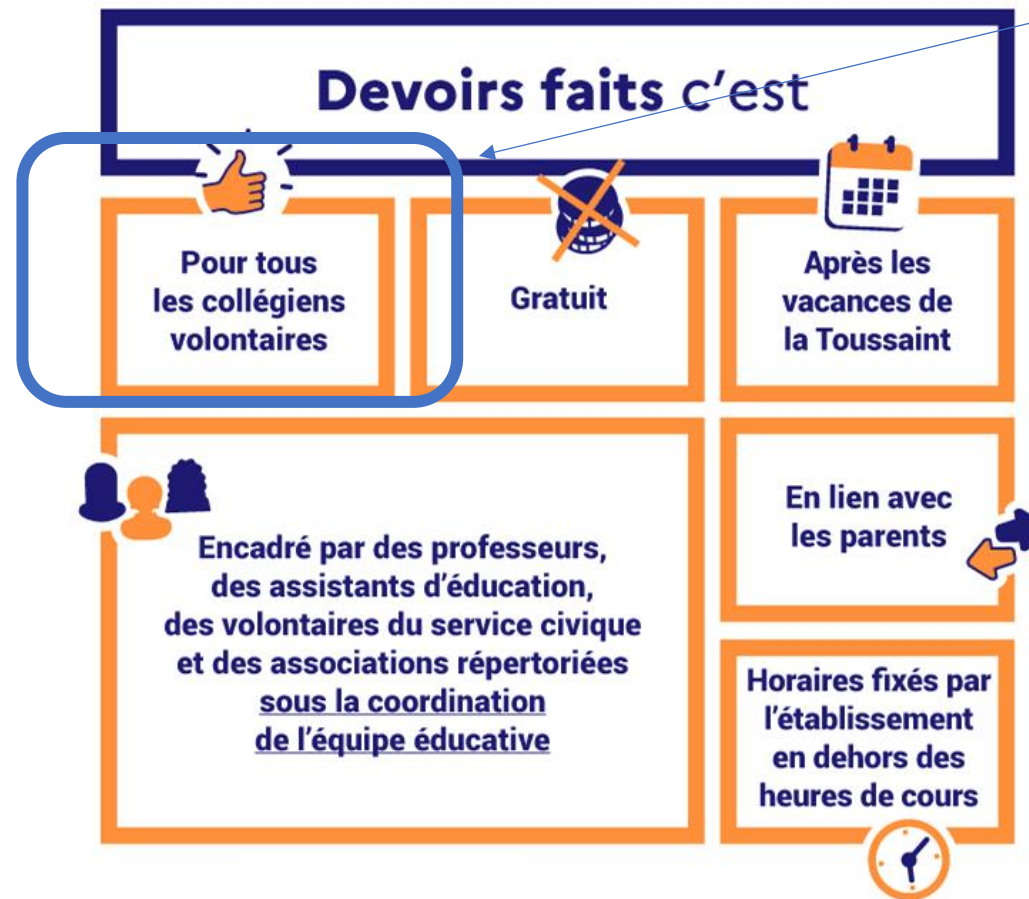 Devoirs faits c'est
Pour tous
les collégiens
volontaires
Gratuit
Après les
vacances de
la Toussaint
Encadré par des professeurs,
des assistants d'éducation,
des volontaires du service civique
et des associations répertoriées
sous la coordination
de l'équipe éducative
En lien avec
les parents
Horaires fixés par
l'établissement
en dehors des
heures de cours